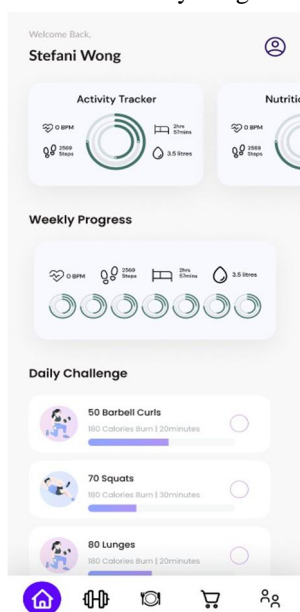 Welcome Back,
Stefani Wong
Activity Tracker
0 BPM
2hrs
57mins
2569
Steps
3.5 litres
Nutriti
0 BPM
2569
Steps
Weekly Progress
0 BPM
2569
Steps
2hrs
57mins
3.5 litres
Daily Challenge
50 Barbell Curls
180 Calories Burn | 20minutes
70 Squats
180 Calories Burn | 30minutes
80 Lunges
180 Calories Burn | 20minutes